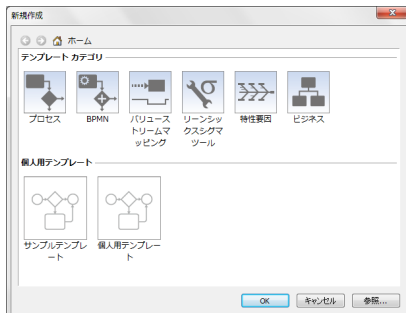 新規作成
ホーム
テンプレート カテゴリ
プロセス
BPMN
バリュース
トリームマ
ッピング
リーンシッ
クスシグマ
ツール
特性要因
ビジネス
個人用テンプレート
サンプルテンプレ
ート
個人用テンプレー
ト
OK
キャンセル
参照...